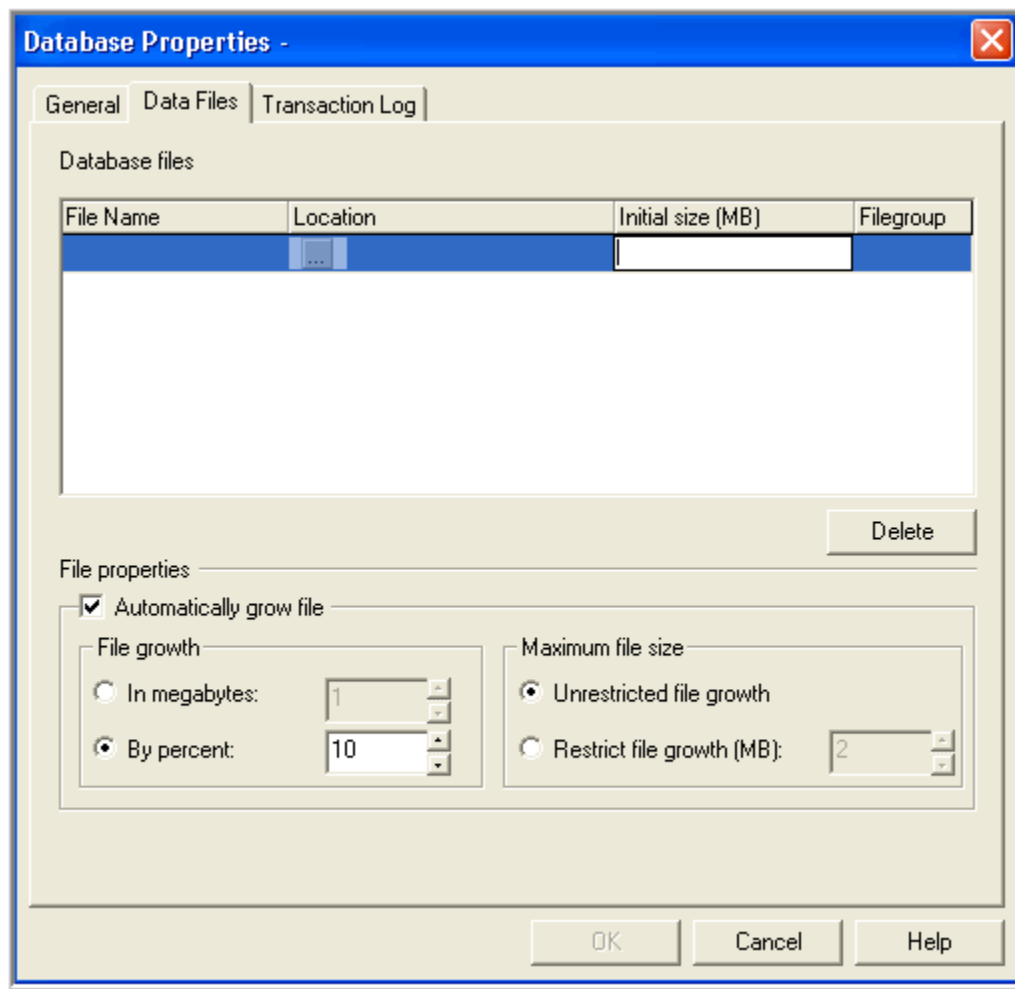 Database Properties -
General Data Files Transaction Log
Database files
File Name Location Initial size (MB) Filegroup
...
Delete
File properties
Automatically grow file
File growth Maximum file size
In megabytes: 1 Unrestricted file growth
By percent: 10 Restrict file growth (MB): 2
OK Cancel Help